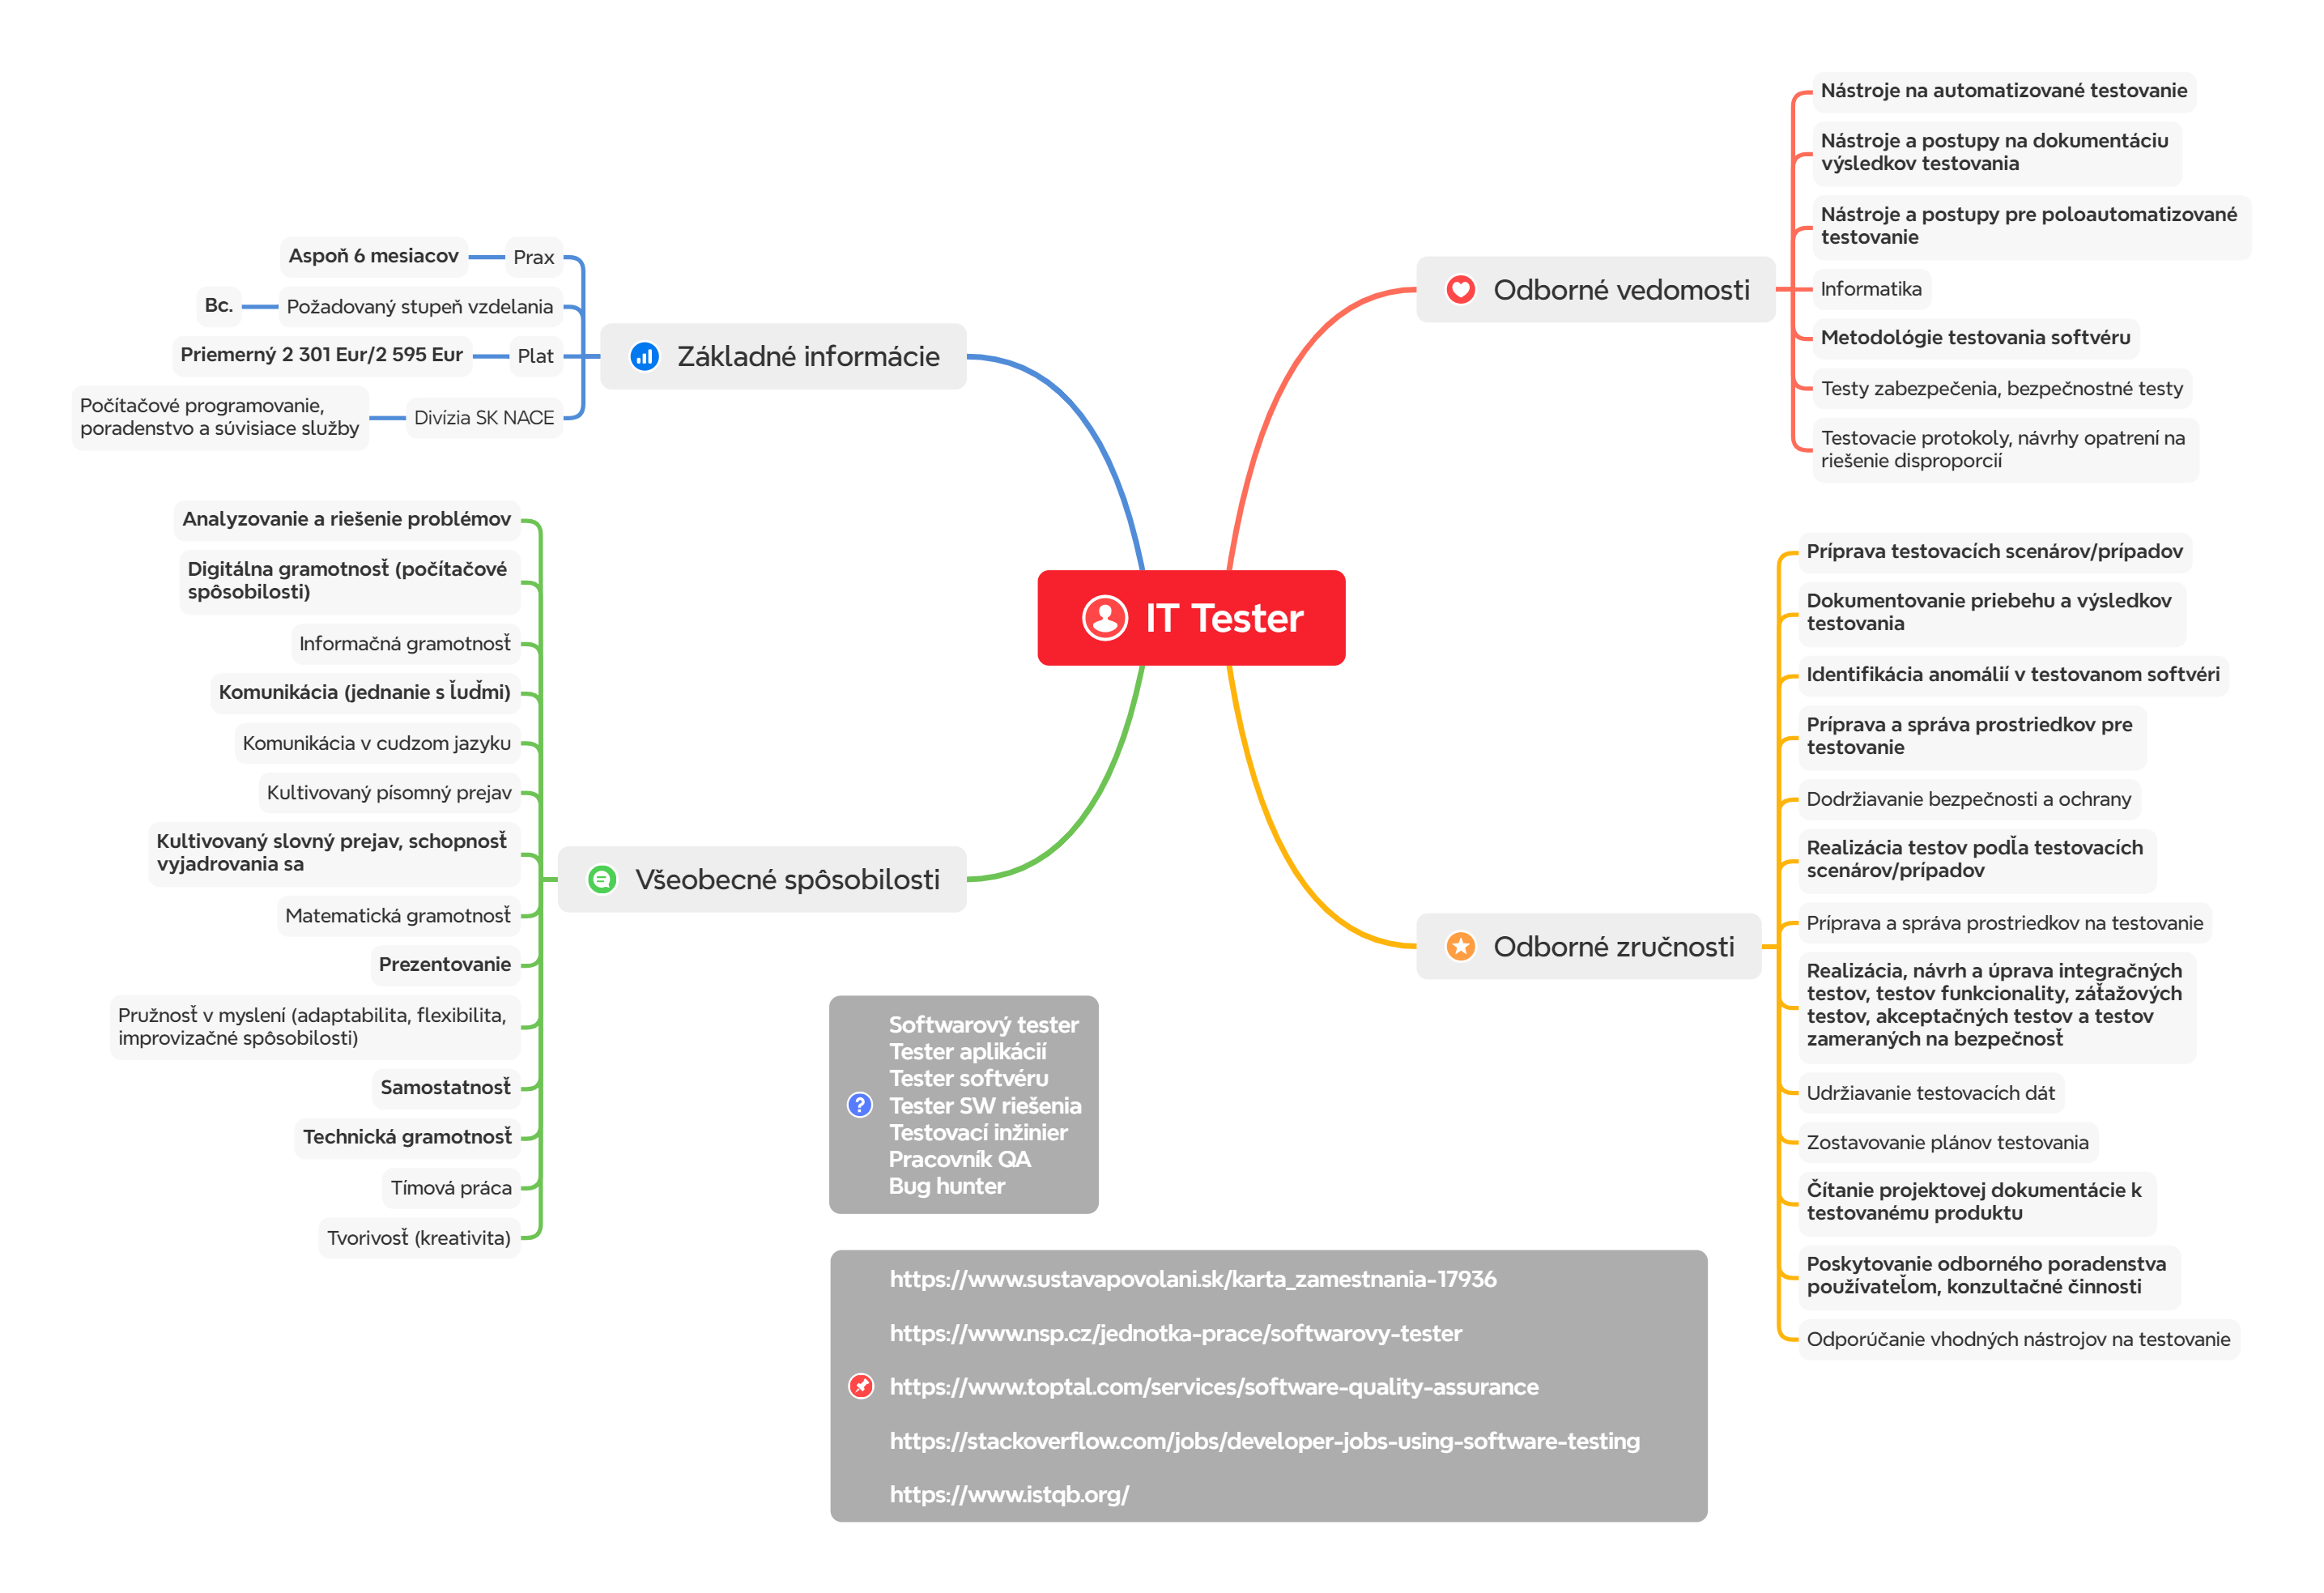 IT Tester
Základné informácie
Prax
Aspoň 6 mesiacov
Požadovaný stupeň vzdelania
Bc.
Plat
Priemerný 2 301 Eur/2 595 Eur
Divízia SK NACE
Počítačové programovanie,
poradenstvo a súvisiace služby
Všeobecné spôsobilosti
Analyzovanie a riešenie problémov
Digitálna gramotnosť (počítačové
spôsobilosti)
Informačná gramotnosť
Komunikácia (jednanie s ľuďmi)
Komunikácia v cudzom jazyku
Kultivovaný písomný prejav
Kultivovaný slovný prejav, schopnosť
vyjadrovania sa
Matematická gramotnosť
Prezentovanie
Pružnosť v myslení (adaptabilita, flexibilita,
improvizačné spôsobilosti)
Samostatnosť
Technická gramotnosť
Tímová práca
Tvorivosť (kreativita)
Odborné vedomosti
Nástroje na automatizované testovanie
Nástroje a postupy na dokumentáciu
výsledkov testovania
Nástroje a postupy pre poloautomatizované
testovanie
Informatika
Metodológie testovania softvéru
Testy zabezpečenia, bezpečnostné testy
Testovacie protokoly, návrhy opatrení na
riešenie disproporcií
Odborné zručnosti
Príprava testovacích scenárov/prípadov
Dokumentovanie priebehu a výsledkov
testovania
Identifikácia anomálií v testovanom softvéri
Príprava a správa prostriedkov pre
testovanie
Dodržiavanie bezpečnosti a ochrany
Realizácia testov podľa testovacích
scenárov/prípadov
Príprava a správa prostriedkov na testovanie
Realizácia, návrh a úprava integračných
testov, testov funkcionality, záťažových
testov, akceptačných testov a testov
zameraných na bezpečnosť
Udržiavanie testovacích dát
Zostavovanie plánov testovania
Čítanie projektovej dokumentácie k
testovanému produktu
Poskytovanie odborného poradenstva
používateľom, konzultačné činnosti
Odporúčanie vhodných nástrojov na testovanie
Softwarový tester
Tester aplikácií
Tester softvéru
Tester SW riešenia
Testovací inžinier
Pracovník QA
Bug hunter
https://www.sustavapovolani.sk/karta_zamestnania-17936
https://www.nsp.cz/jednotka-prace/softwarovy-tester
https://www.toptal.com/services/software-quality-assurance
https://stackoverflow.com/jobs/developer-jobs-using-software-testing
https://www.istqb.org/